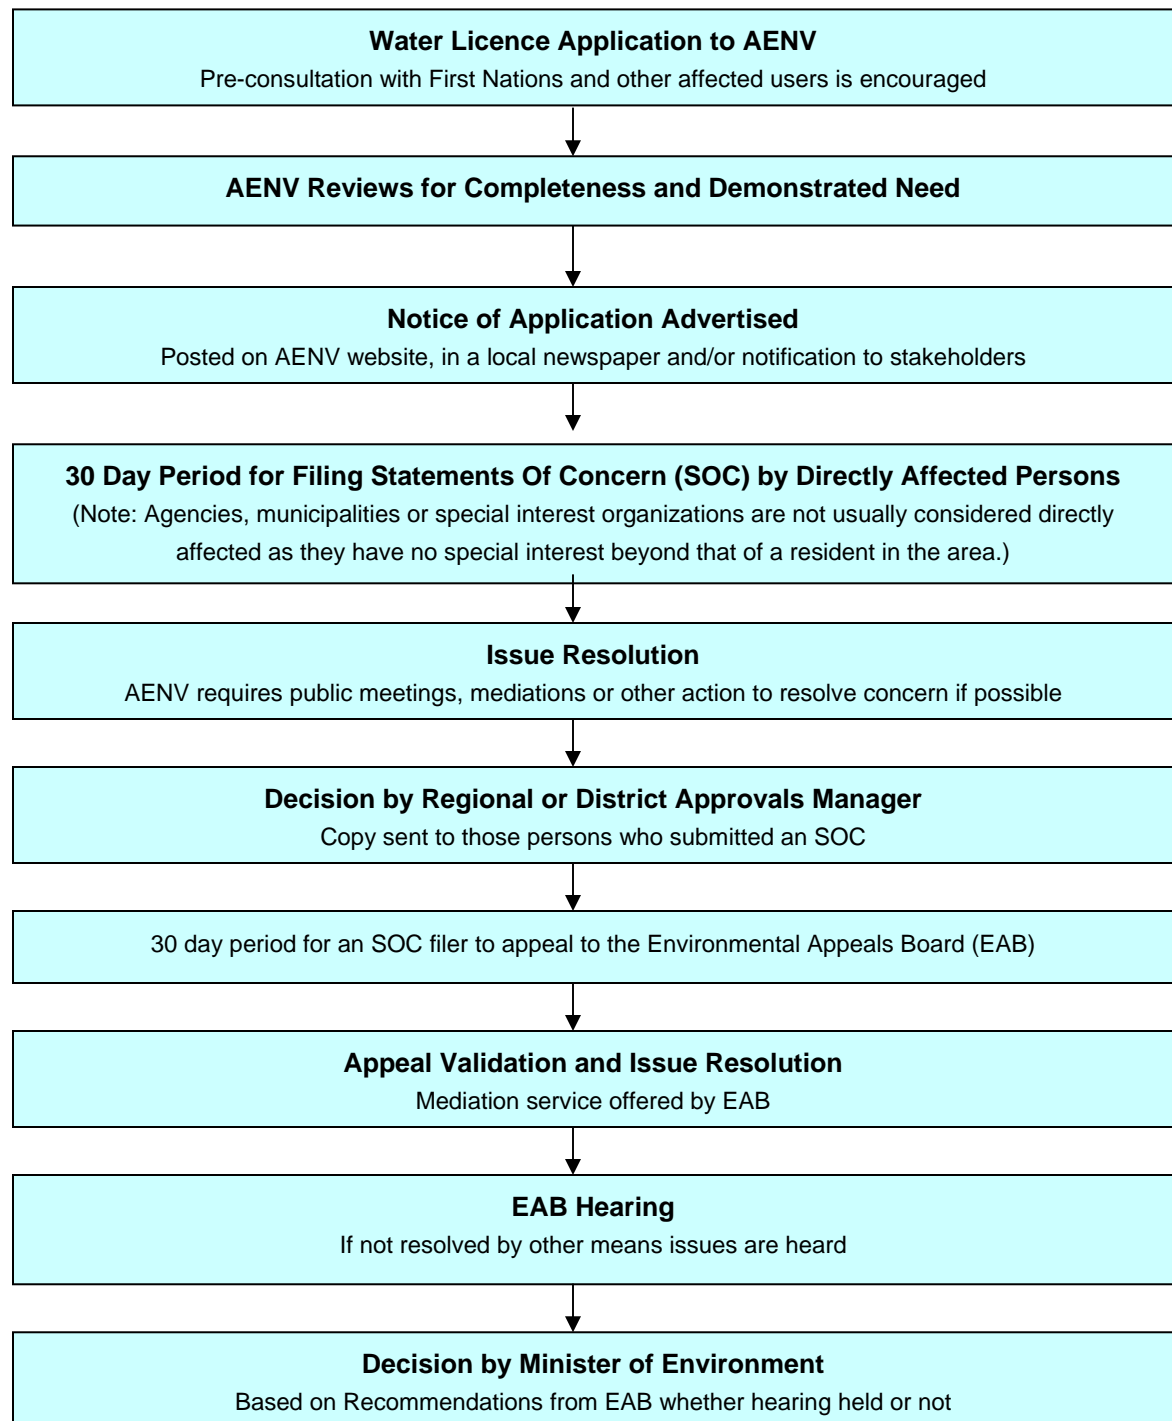 Water Licence Application to AENV
Pre-consultation with First Nations and other affected users is encouraged
AENV Reviews for Completeness and Demonstrated Need
Notice of Application Advertised
Posted on AENV website, in a local newspaper and/or notification to stakeholders
30 Day Period for Filing Statements Of Concern (SOC) by Directly Affected Persons
(Note: Agencies, municipalities or special interest organizations are not usually considered directly
affected as they have no special interest beyond that of a resident in the area.)
Issue Resolution
AENV requires public meetings, mediations or other action to resolve concern if possible
Decision by Regional or District Approvals Manager
Copy sent to those persons who submitted an SOC
30 day period for an SOC filer to appeal to the Environmental Appeals Board (EAB)
Appeal Validation and Issue Resolution
Mediation service offered by EAB
EAB Hearing
If not resolved by other means issues are heard
Decision by Minister of Environment
Based on Recommendations from EAB whether hearing held or not